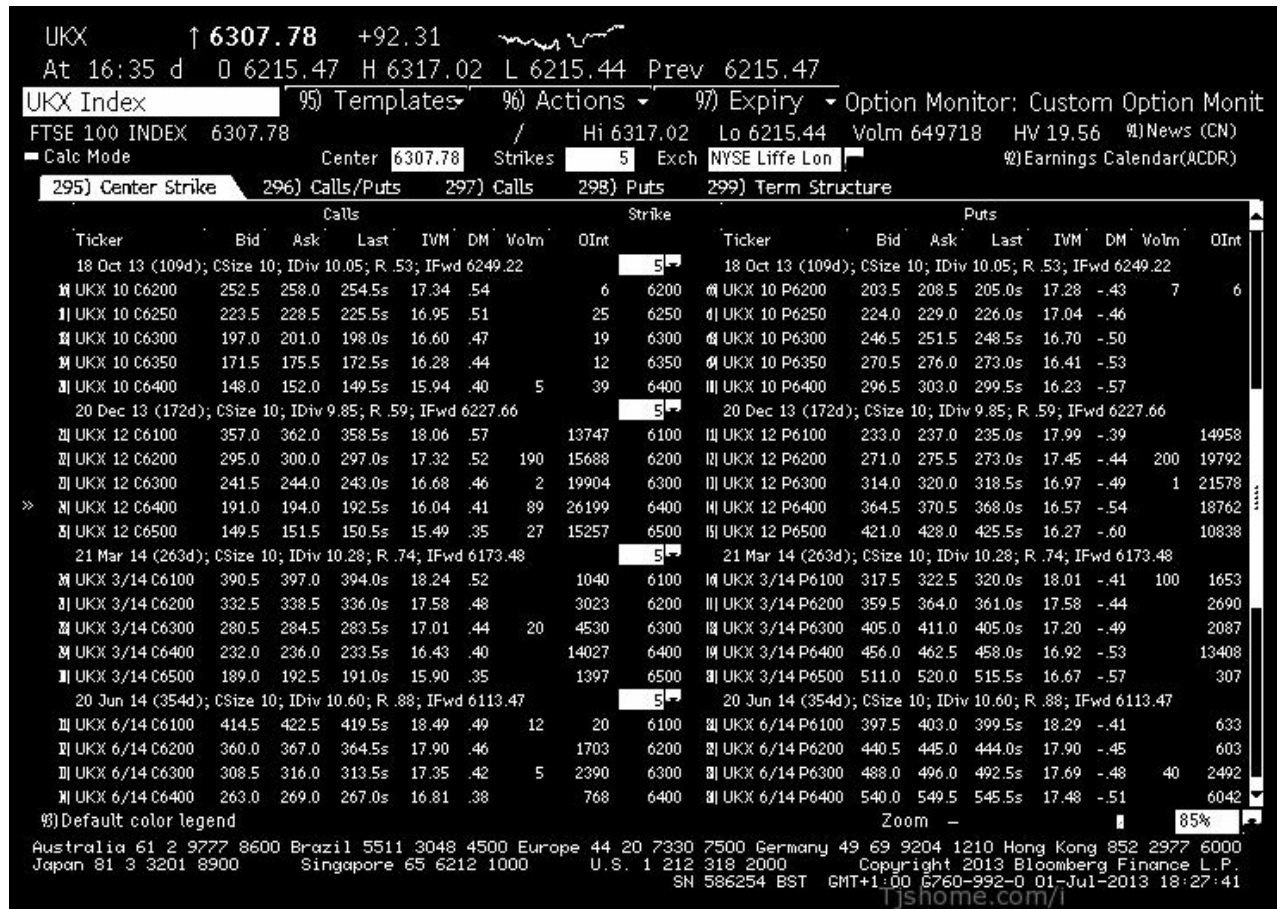 UKX ↑ 6307.78 +92.31
At 16:35 d O 6215.47 H 6317.02 L 6215.44 Prev 6215.47
UKX Index 95) Templates 96) Actions 97) Expiry Option Monitor: Custom Option Monit
FTSE 100 INDEX 6307.78 / Hi 6317.02 Lo 6215.44 Volm 649718 HV 19.56 91) News (CN)
Calc Mode Center 6307.78 Strikes 5 Exch NYSE Liffe Lon 92) Earnings Calendar(ACDR)
295) Center Strike 296) Calls/Puts 297) Calls 298) Puts 299) Term Structure
Calls Strike Puts
Ticker Bid Ask Last IVM DM Volm OInt Ticker Bid Ask Last IVM DM Volm OInt
18 Oct 13 (109d); CSize 10; IDiv 10.05; R .53; IFwd 6249.22 5 18 Oct 13 (109d); CSize 10; IDiv 10.05; R .53; IFwd 6249.22
UKX 10 C6200 252.5 258.0 254.5s 17.34 .54 6 6200 UKX 10 P6200 203.5 208.5 205.0s 17.28 -.43 7 6
UKX 10 C6250 223.5 228.5 225.5s 16.95 .51 25 6250 UKX 10 P6250 224.0 229.0 226.0s 17.04 -.46
UKX 10 C6300 197.0 201.0 198.0s 16.60 .47 19 6300 UKX 10 P6300 246.5 251.5 248.5s 16.70 -.50
UKX 10 C6350 171.5 175.5 172.5s 16.28 .44 12 6350 UKX 10 P6350 270.5 276.0 273.0s 16.41 -.53
UKX 10 C6400 148.0 152.0 149.5s 15.94 .40 5 39 6400 UKX 10 P6400 296.5 303.0 299.5s 16.23 -.57
20 Dec 13 (172d); CSize 10; IDiv 9.85; R .59; IFwd 6227.66 5 20 Dec 13 (172d); CSize 10; IDiv 9.85; R .59; IFwd 6227.66
UKX 12 C6100 357.0 362.0 358.5s 18.06 .57 13747 6100 UKX 12 P6100 233.0 237.0 235.0s 17.99 -.39 14958
UKX 12 C6200 295.0 300.0 297.0s 17.32 .52 190 15688 6200 UKX 12 P6200 271.0 275.5 273.0s 17.45 -.44 200 19792
UKX 12 C6300 241.5 244.0 243.0s 16.68 .46 2 19904 6300 UKX 12 P6300 314.0 320.0 318.5s 16.97 -.49 1 21578
» UKX 12 C6400 191.0 194.0 192.5s 16.04 .41 89 26199 6400 UKX 12 P6400 364.5 370.5 368.0s 16.57 -.54 18762
UKX 12 C6500 149.5 151.5 150.5s 15.49 .35 27 15257 6500 UKX 12 P6500 421.0 428.0 425.5s 16.27 -.60 10838
21 Mar 14 (263d); CSize 10; IDiv 10.28; R .74; IFwd 6173.48 5 21 Mar 14 (263d); CSize 10; IDiv 10.28; R .74; IFwd 6173.48
UKX 3/14 C6100 390.5 397.0 394.0s 18.24 .52 1040 6100 UKX 3/14 P6100 317.5 322.5 320.0s 18.01 -.41 100 1653
UKX 3/14 C6200 332.5 338.5 336.0s 17.58 .48 3023 6200 UKX 3/14 P6200 359.5 364.0 361.0s 17.58 -.44 2690
UKX 3/14 C6300 280.5 284.5 283.5s 17.01 .44 20 4530 6300 UKX 3/14 P6300 405.0 411.0 405.0s 17.20 -.49 2087
UKX 3/14 C6400 232.0 236.0 233.5s 16.43 .40 14027 6400 UKX 3/14 P6400 456.0 462.5 458.0s 16.92 -.53 13408
UKX 3/14 C6500 189.0 192.5 191.0s 15.90 .35 1397 6500 UKX 3/14 P6500 511.0 520.0 515.5s 16.67 -.57 307
20 Jun 14 (354d); CSize 10; IDiv 10.60; R .88; IFwd 6113.47 5 20 Jun 14 (354d); CSize 10; IDiv 10.60; R .88; IFwd 6113.47
UKX 6/14 C6100 414.5 422.5 419.5s 18.49 .49 12 20 6100 UKX 6/14 P6100 397.5 403.0 399.5s 18.29 -.41 633
UKX 6/14 C6200 360.0 367.0 364.5s 17.90 .46 1703 6200 UKX 6/14 P6200 440.5 445.0 444.0s 17.90 -.45 603
UKX 6/14 C6300 308.5 316.0 313.5s 17.35 .42 5 2390 6300 UKX 6/14 P6300 488.0 496.0 492.5s 17.69 -.48 40 2492
UKX 6/14 C6400 263.0 269.0 267.0s 16.81 .38 768 6400 UKX 6/14 P6400 540.0 549.5 545.5s 17.48 -.51 6042
93) Default color legend Zoom – 85%
Australia 61 2 9777 8600 Brazil 5511 3048 4500 Europe 44 20 7330 7500 Germany 49 69 9204 1210 Hong Kong 852 2977 6000
Japan 81 3 3201 8900 Singapore 65 6212 1000 U.S. 1 212 318 2000 Copyright 2013 Bloomberg Finance L.P.
SN 586254 BST GMT+1:00 G760-992-0 01-Jul-2013 18:27:41
Tjshome.com/i